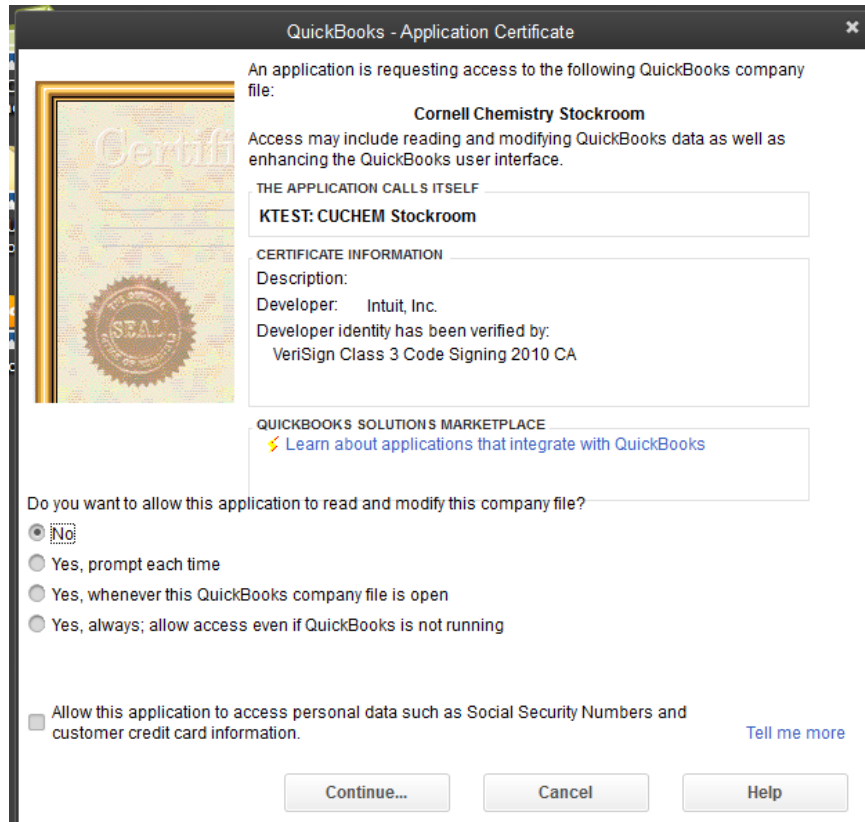 QuickBooks - Application Certificate
An application is requesting access to the following QuickBooks company
file:
Cornell Chemistry Stockroom
Access may include reading and modifying QuickBooks data as well as
enhancing the QuickBooks user interface.
THE APPLICATION CALLS ITSELF
KTEST: CUCHEM Stockroom
CERTIFICATE INFORMATION
Description:
Developer: Intuit, Inc.
Developer identity has been verified by:
VeriSign Class 3 Code Signing 2010 CA
Certifi
SEAL
QUICKBOOKS SOLUTIONS MARKETPLACE
Learn about applications that integrate with QuickBooks
Do you want to allow this application to read and modify this company file?
No
Yes, prompt each time
Yes, whenever this QuickBooks company file is open
Yes, always; allow access even if QuickBooks is not running
Allow this application to access personal data such as Social Security Numbers and
customer credit card information.
Tell me more
Continue...
Cancel
Help